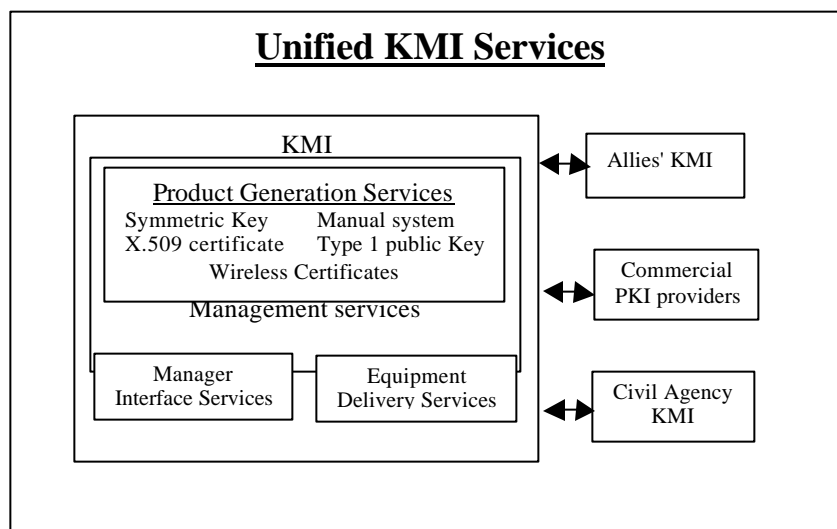 Unified KMI Services
KMI
Product Generation Services
Symmetric Key Manual system
X.509 certificate Type 1 public Key
Wireless Certificates
Management services
Manager
Interface Services
Equipment
Delivery Services
Allies' KMI
Commercial
PKI providers
Civil Agency
KMI